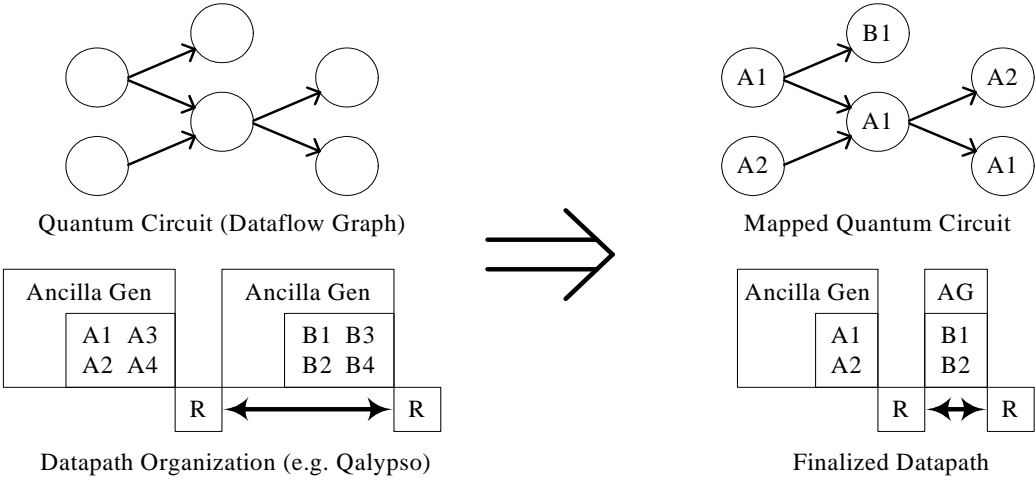 B1
A1
A2
A1
A2
A1
Quantum Circuit (Dataflow Graph)
Mapped Quantum Circuit
Ancilla Gen
A1 A3
A2 A4
Ancilla Gen
B1 B3
B2 B4
R
R
Ancilla Gen
A1
A2
AG
B1
B2
R
R
Datapath Organization (e.g. Qalypso)
Finalized Datapath